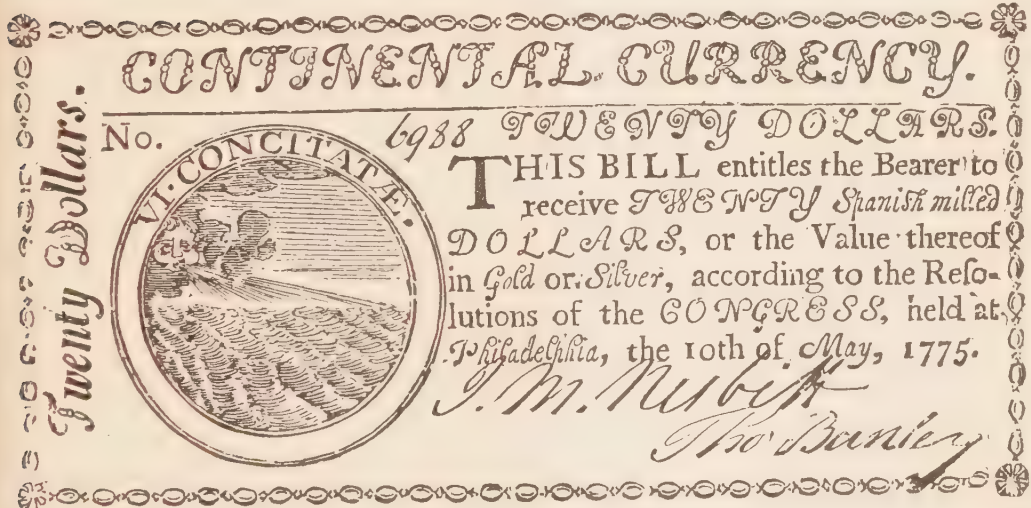 CONTINENTAL CURRENCY.
Twenty Dollars.
No. 6988 TWENTY DOLLARS.
VI·CONCITATÆ.
THIS BILL entitles the Bearer to
receive TWENTY Spanish milled
DOLLARS, or the Value thereof
in Gold or Silver, according to the Reſo-
lutions of the CONGRESS, held at
Philadelphia, the 10th of May, 1775.
J. M. Nesbitt
Tho Barclay